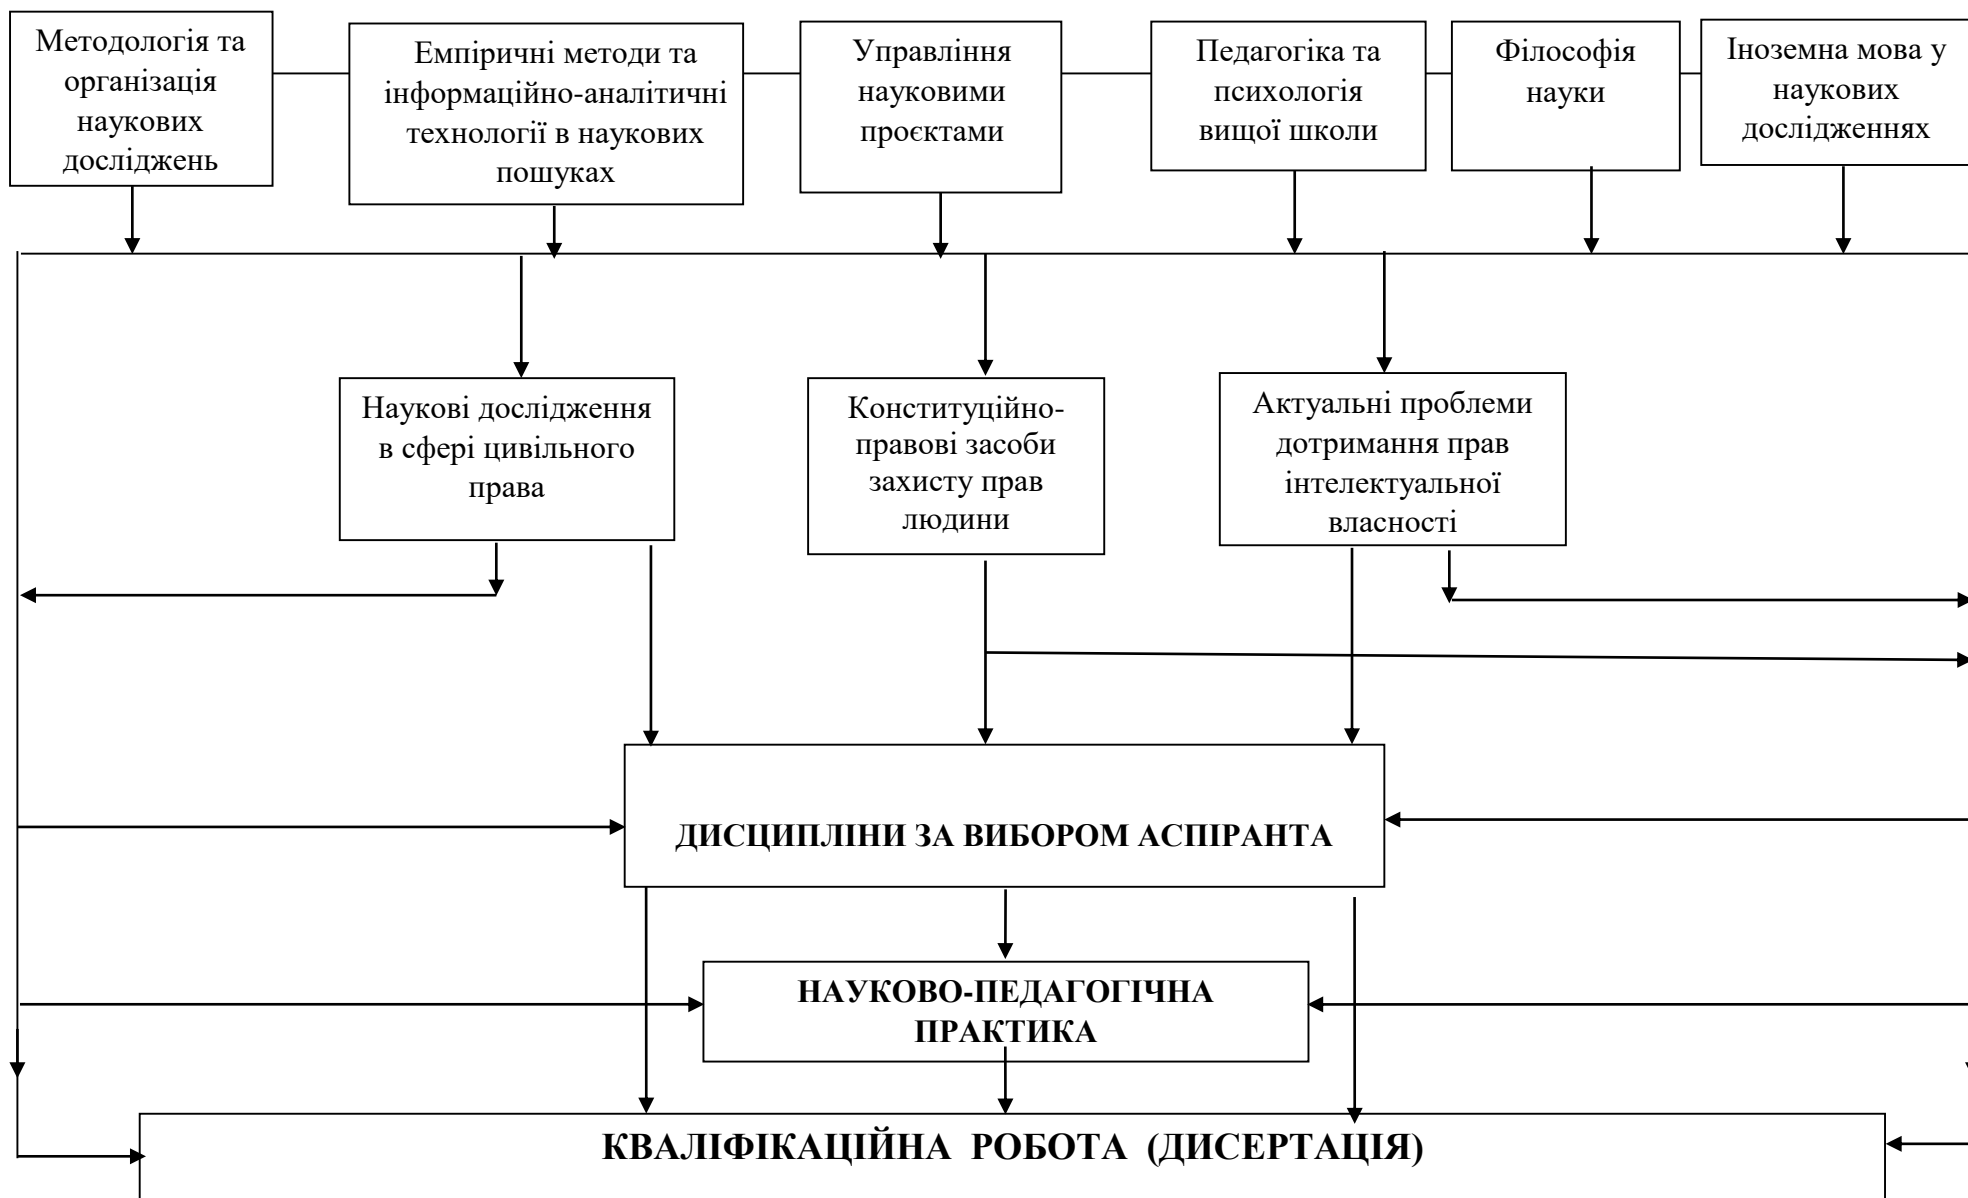 Методологія та
організація
наукових
досліджень
Емпіричні методи та
інформаційно-аналітичні
технології в наукових
пошуках
Управління
науковими
проєктами
Педагогіка та
психологія
вищої школи
Філософія
науки
Іноземна мова у
наукових
дослідженнях
Наукові дослідження
в сфері цивільного
права
Конституційно-
правові засоби
захисту прав
людини
Актуальні проблеми
дотримання прав
інтелектуальної
власності
ДИСЦИПЛІНИ ЗА ВИБОРОМ АСПІРАНТА
НАУКОВО-ПЕДАГОГІЧНА
ПРАКТИКА
КВАЛІФІКАЦІЙНА РОБОТА (ДИСЕРТАЦІЯ)